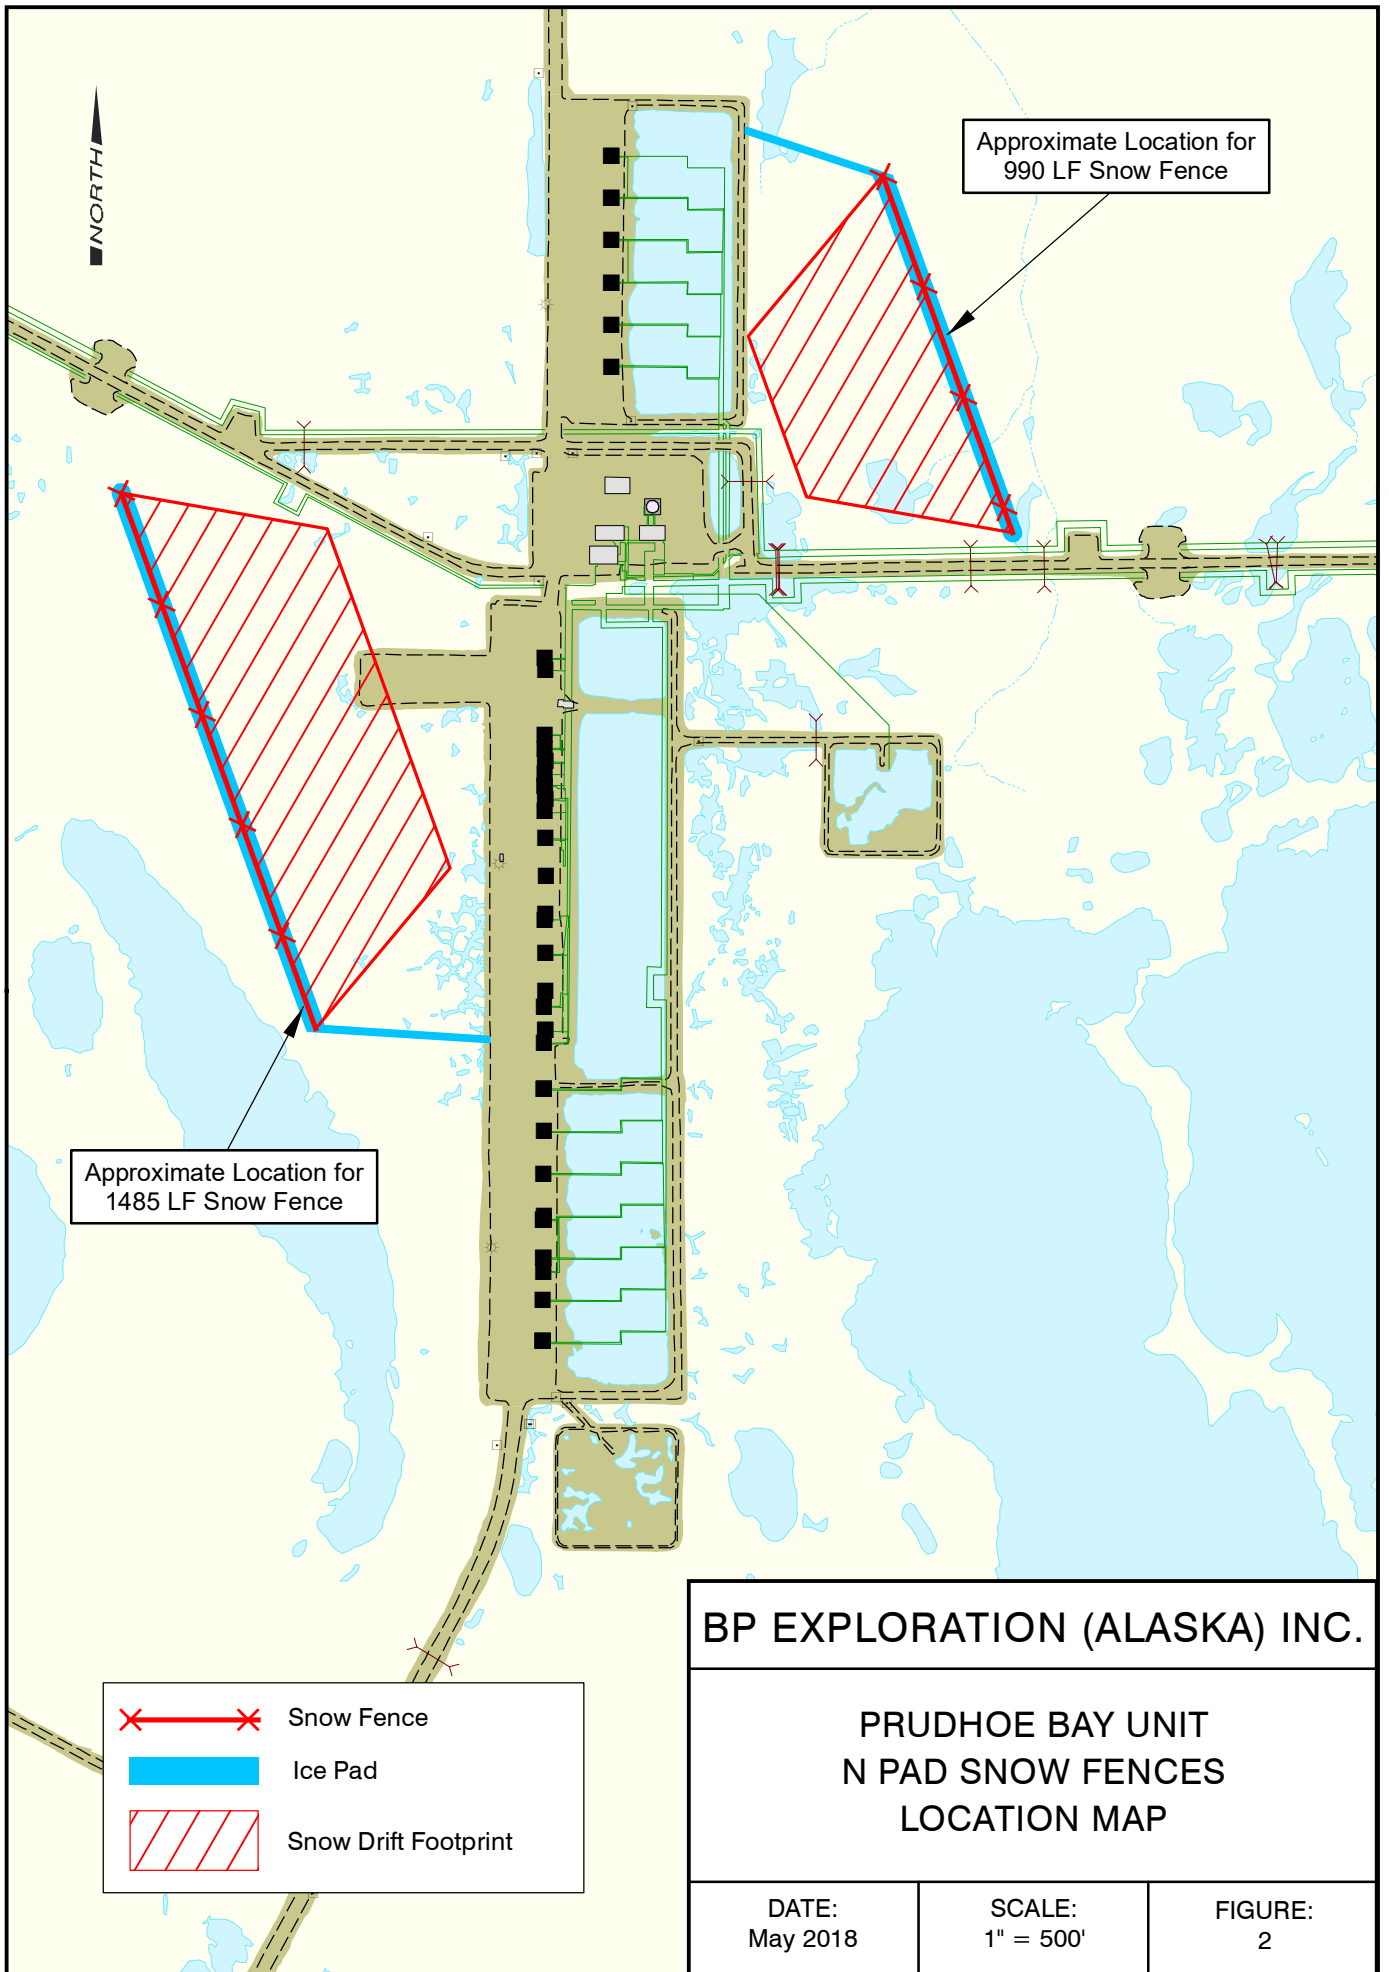 NORTH
Approximate Location for
990 LF Snow Fence
Approximate Location for
1485 LF Snow Fence
Snow Fence
Ice Pad
Snow Drift Footprint
BP EXPLORATION (ALASKA) INC.
PRUDHOE BAY UNIT
N PAD SNOW FENCES
LOCATION MAP
DATE:
May 2018
SCALE:
1" = 500'
FIGURE:
2